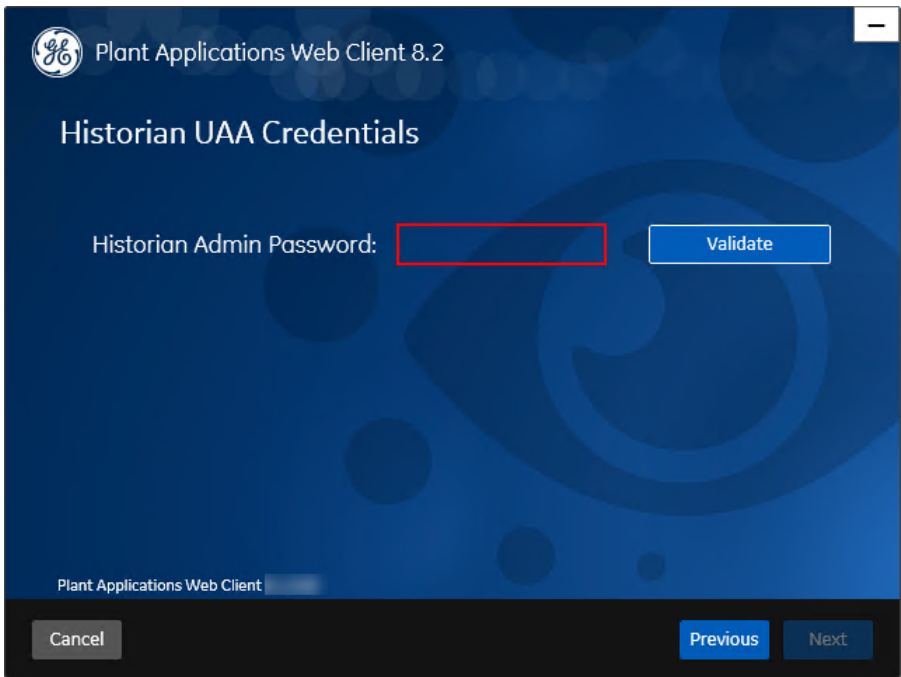 Plant Applications Web Client 8.2
Historian UAA Credentials
Historian Admin Password:
Validate
Plant Applications Web Client
Cancel
Previous
Next